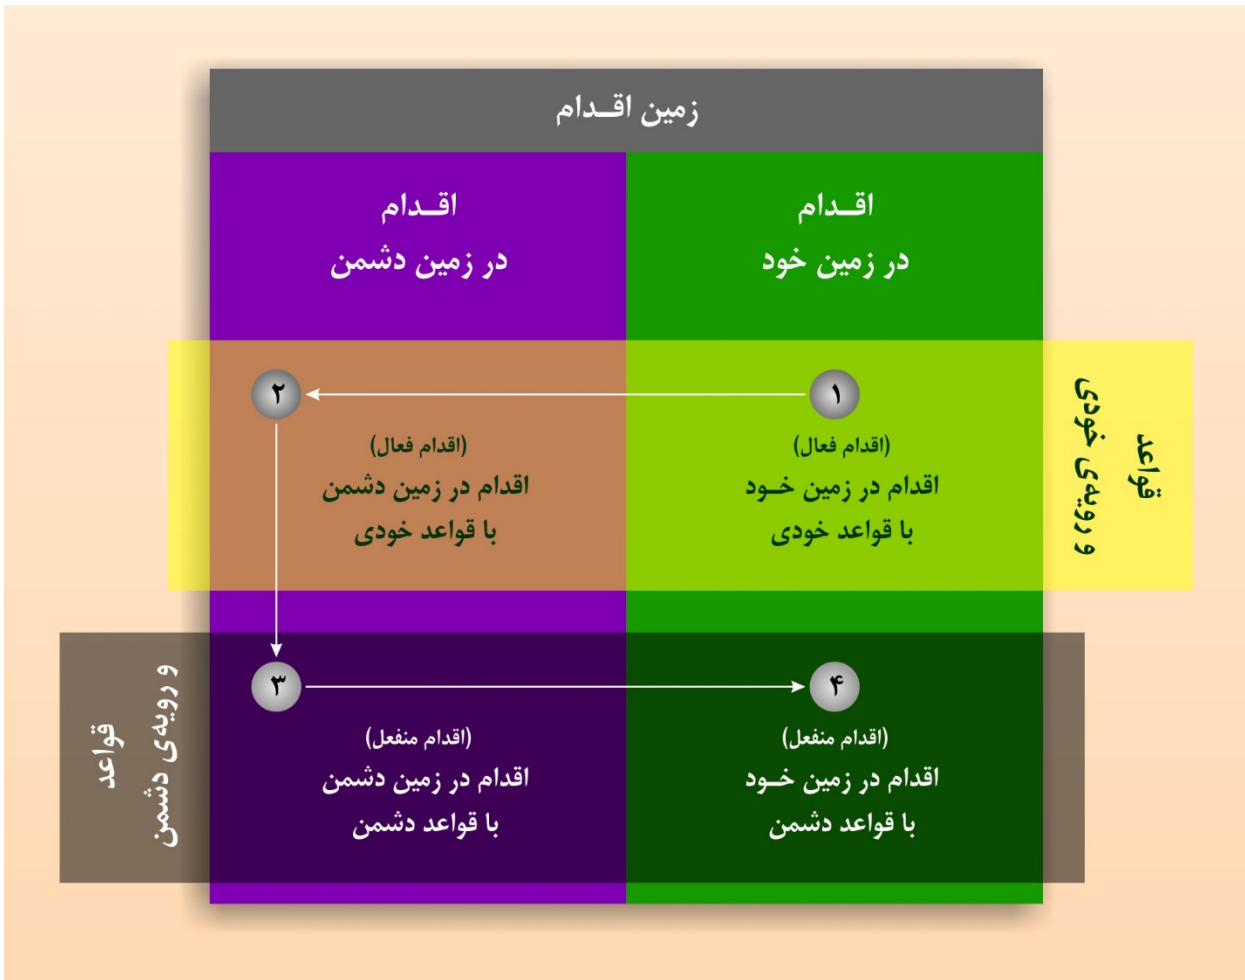 زمین اقـدام
اقـدام
در زمین خود
اقـدام
در زمین دشمن
قواعد
و رویه‌ی خودی
۱
(اقدام فعال)
اقدام در زمین خـود
با قواعد خودی
۲
(اقدام فعال)
اقدام در زمین دشمن
با قواعد خودی
۴
(اقدام منفعل)
اقدام در زمین خـود
با قواعد دشمن
۳
(اقدام منفعل)
اقدام در زمین دشمن
با قواعد دشمن
قواعد
و رویه‌ی دشمن